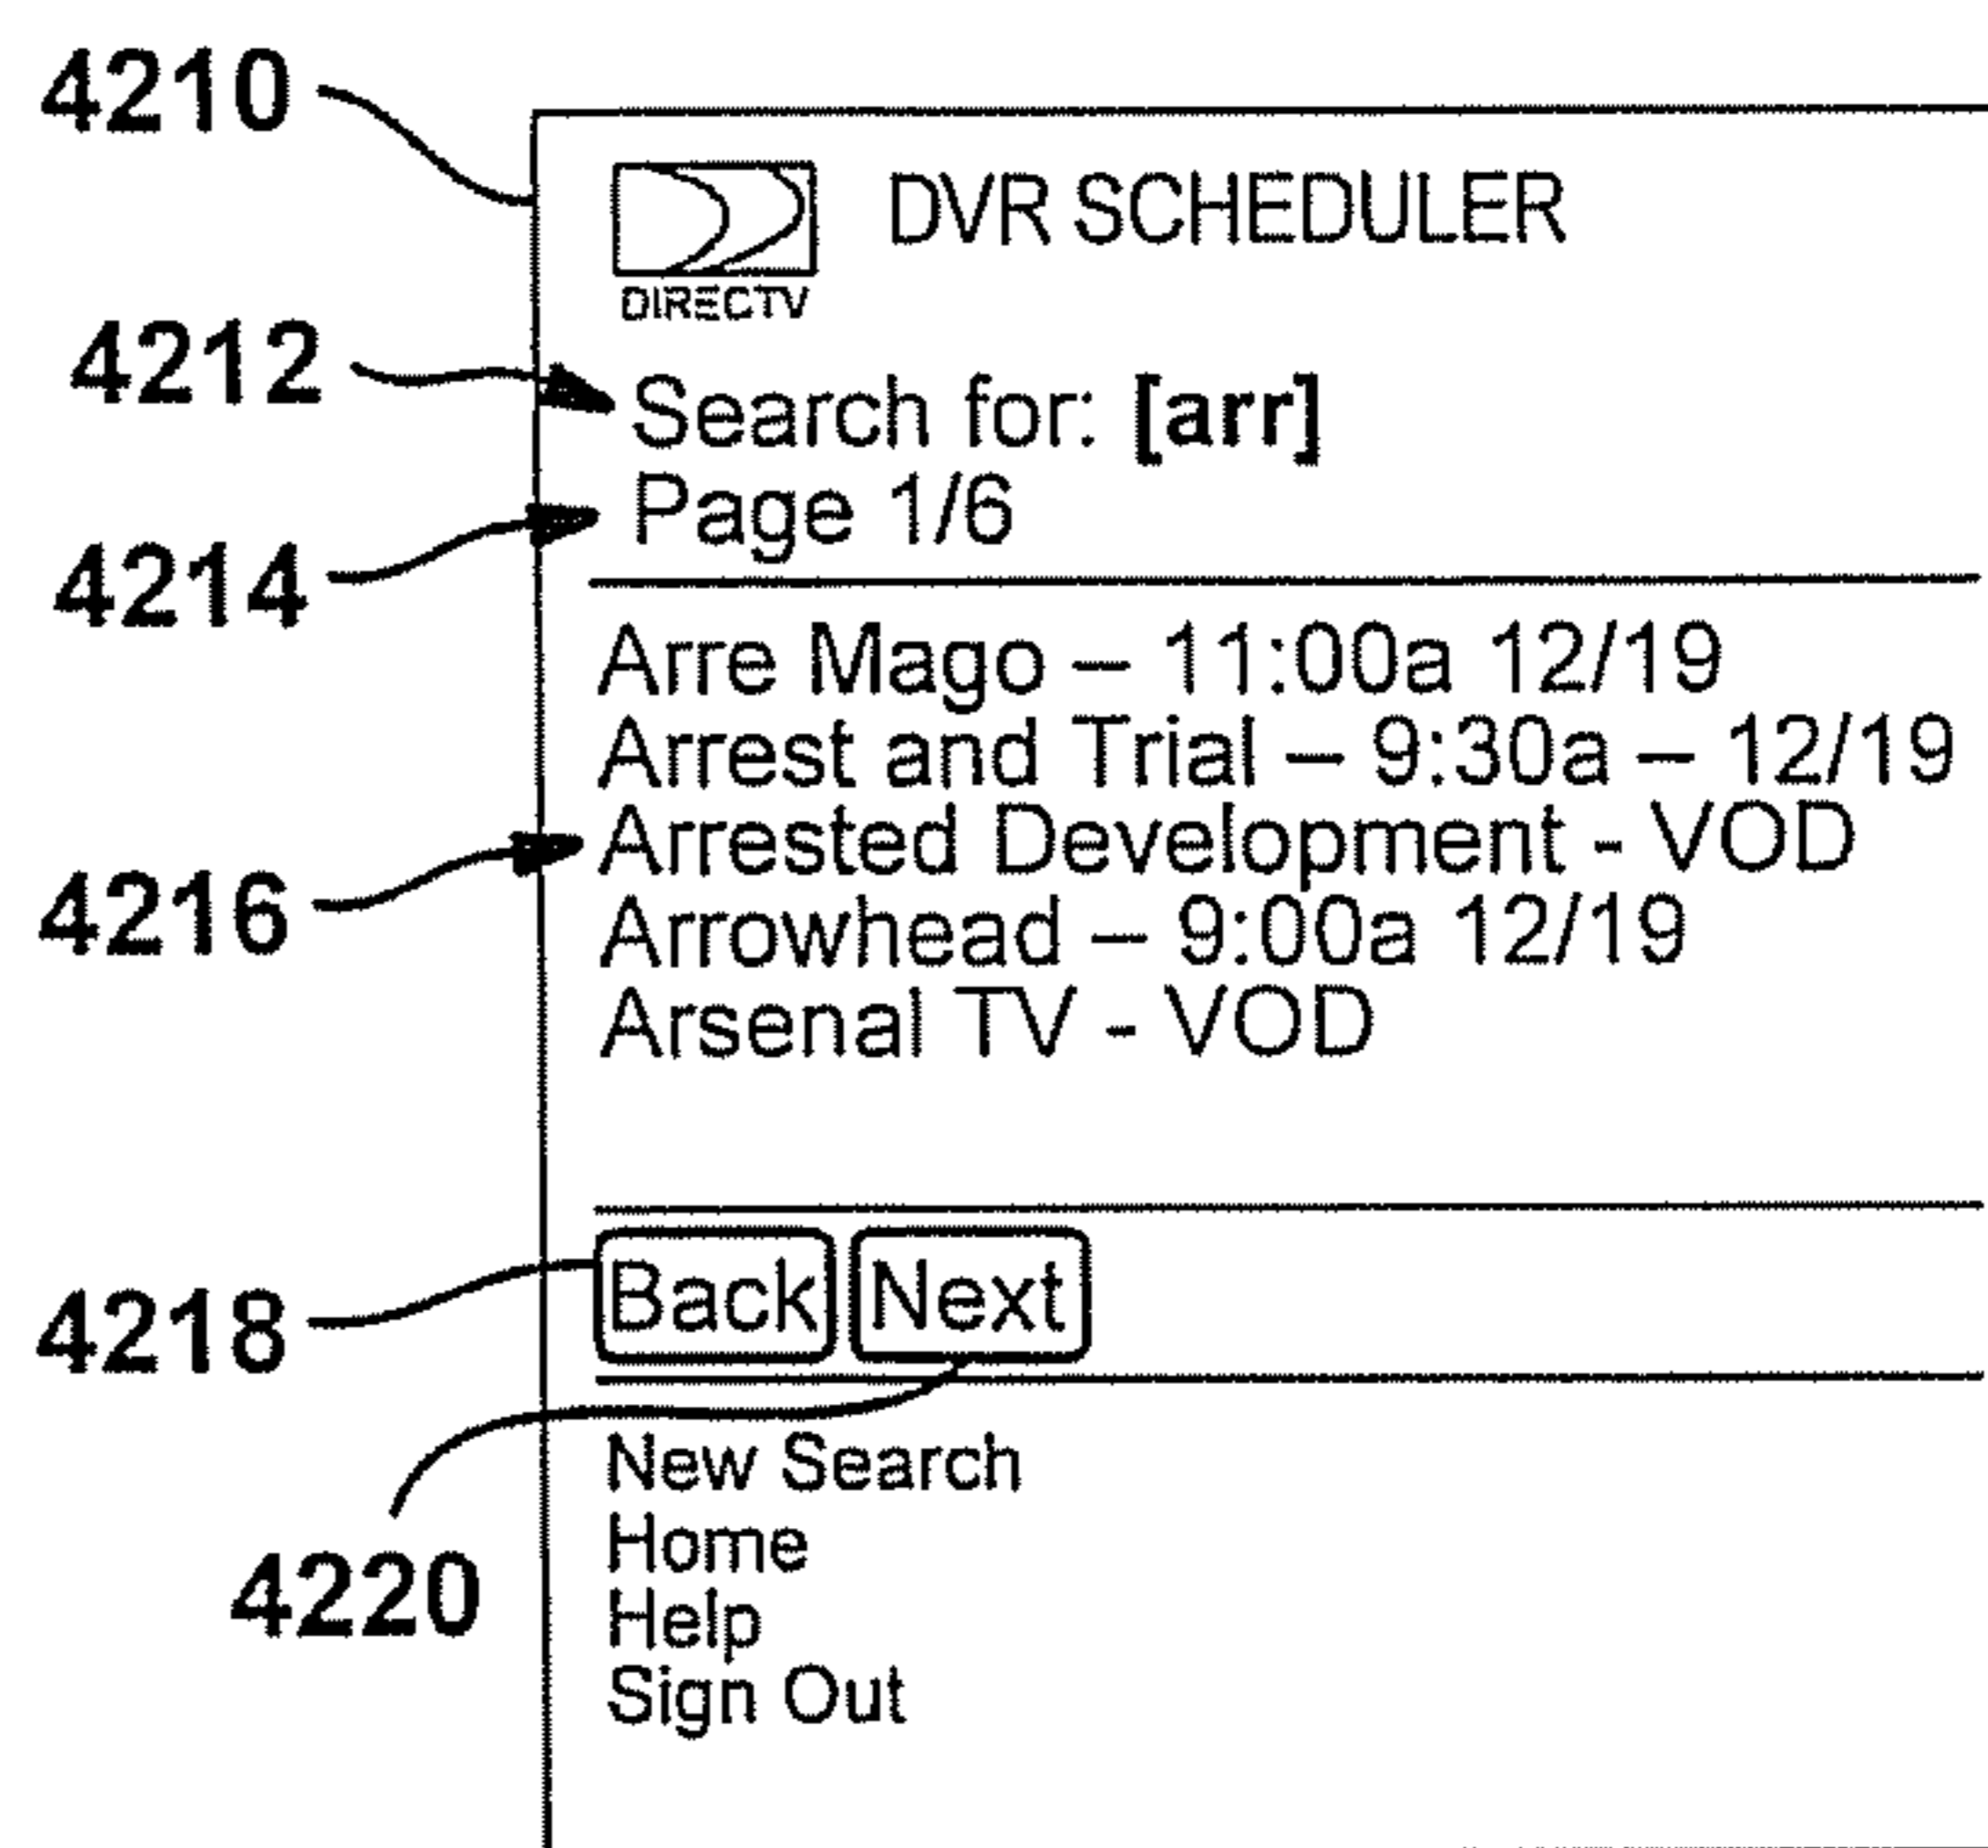 4210
DVR SCHEDULER
DIRECTV
4212
Search for: [arr]
Page 1/6
4214
Arre Mago – 11:00a 12/19
Arrest and Trial – 9:30a – 12/19
Arrested Development - VOD
4216
Arrowhead – 9:00a 12/19
Arsenal TV - VOD
4218
Back Next
New Search
Home
4220
Help
Sign Out